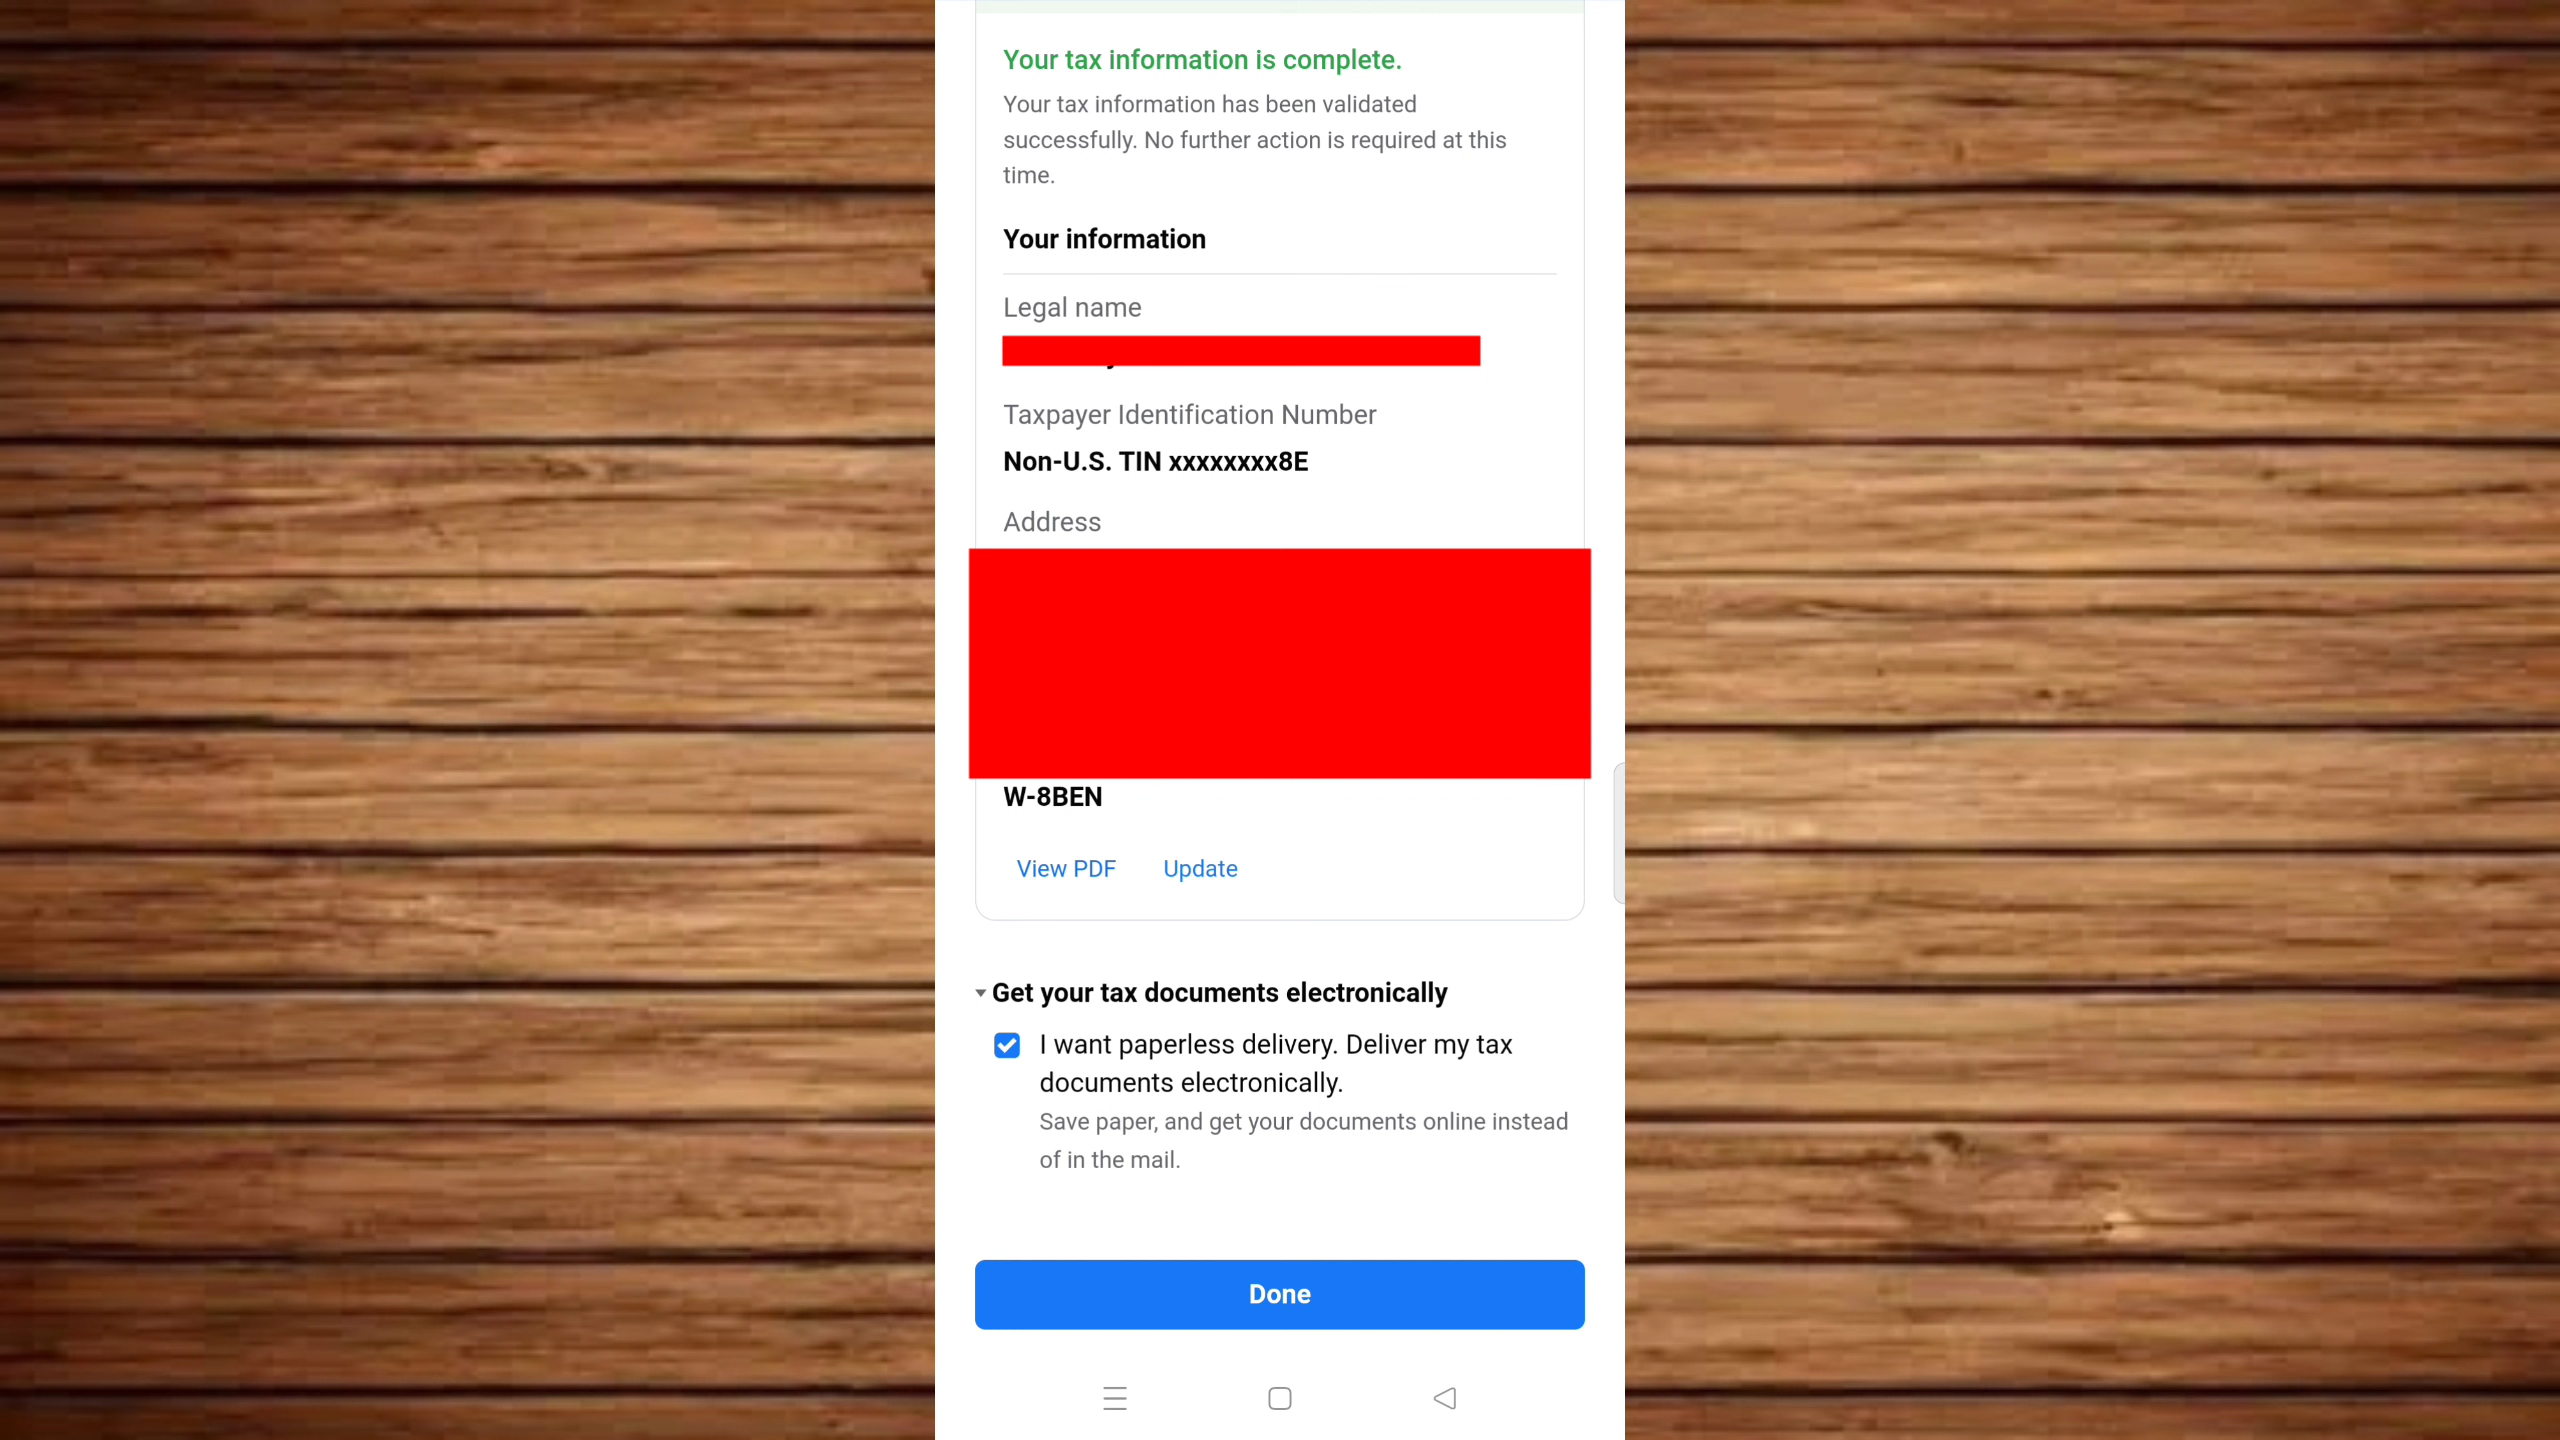 Your tax information is complete.
Your tax information has been validated
successfully. No further action is required at this
time.
Your information
Legal name
Taxpayer Identification Number
Non-U.S. TIN xxxxxxxx8E
Address
W-8BEN
View PDF Update
Get your tax documents electronically
I want paperless delivery. Deliver my tax
documents electronically.
Save paper, and get your documents online instead
of in the mail.
Done